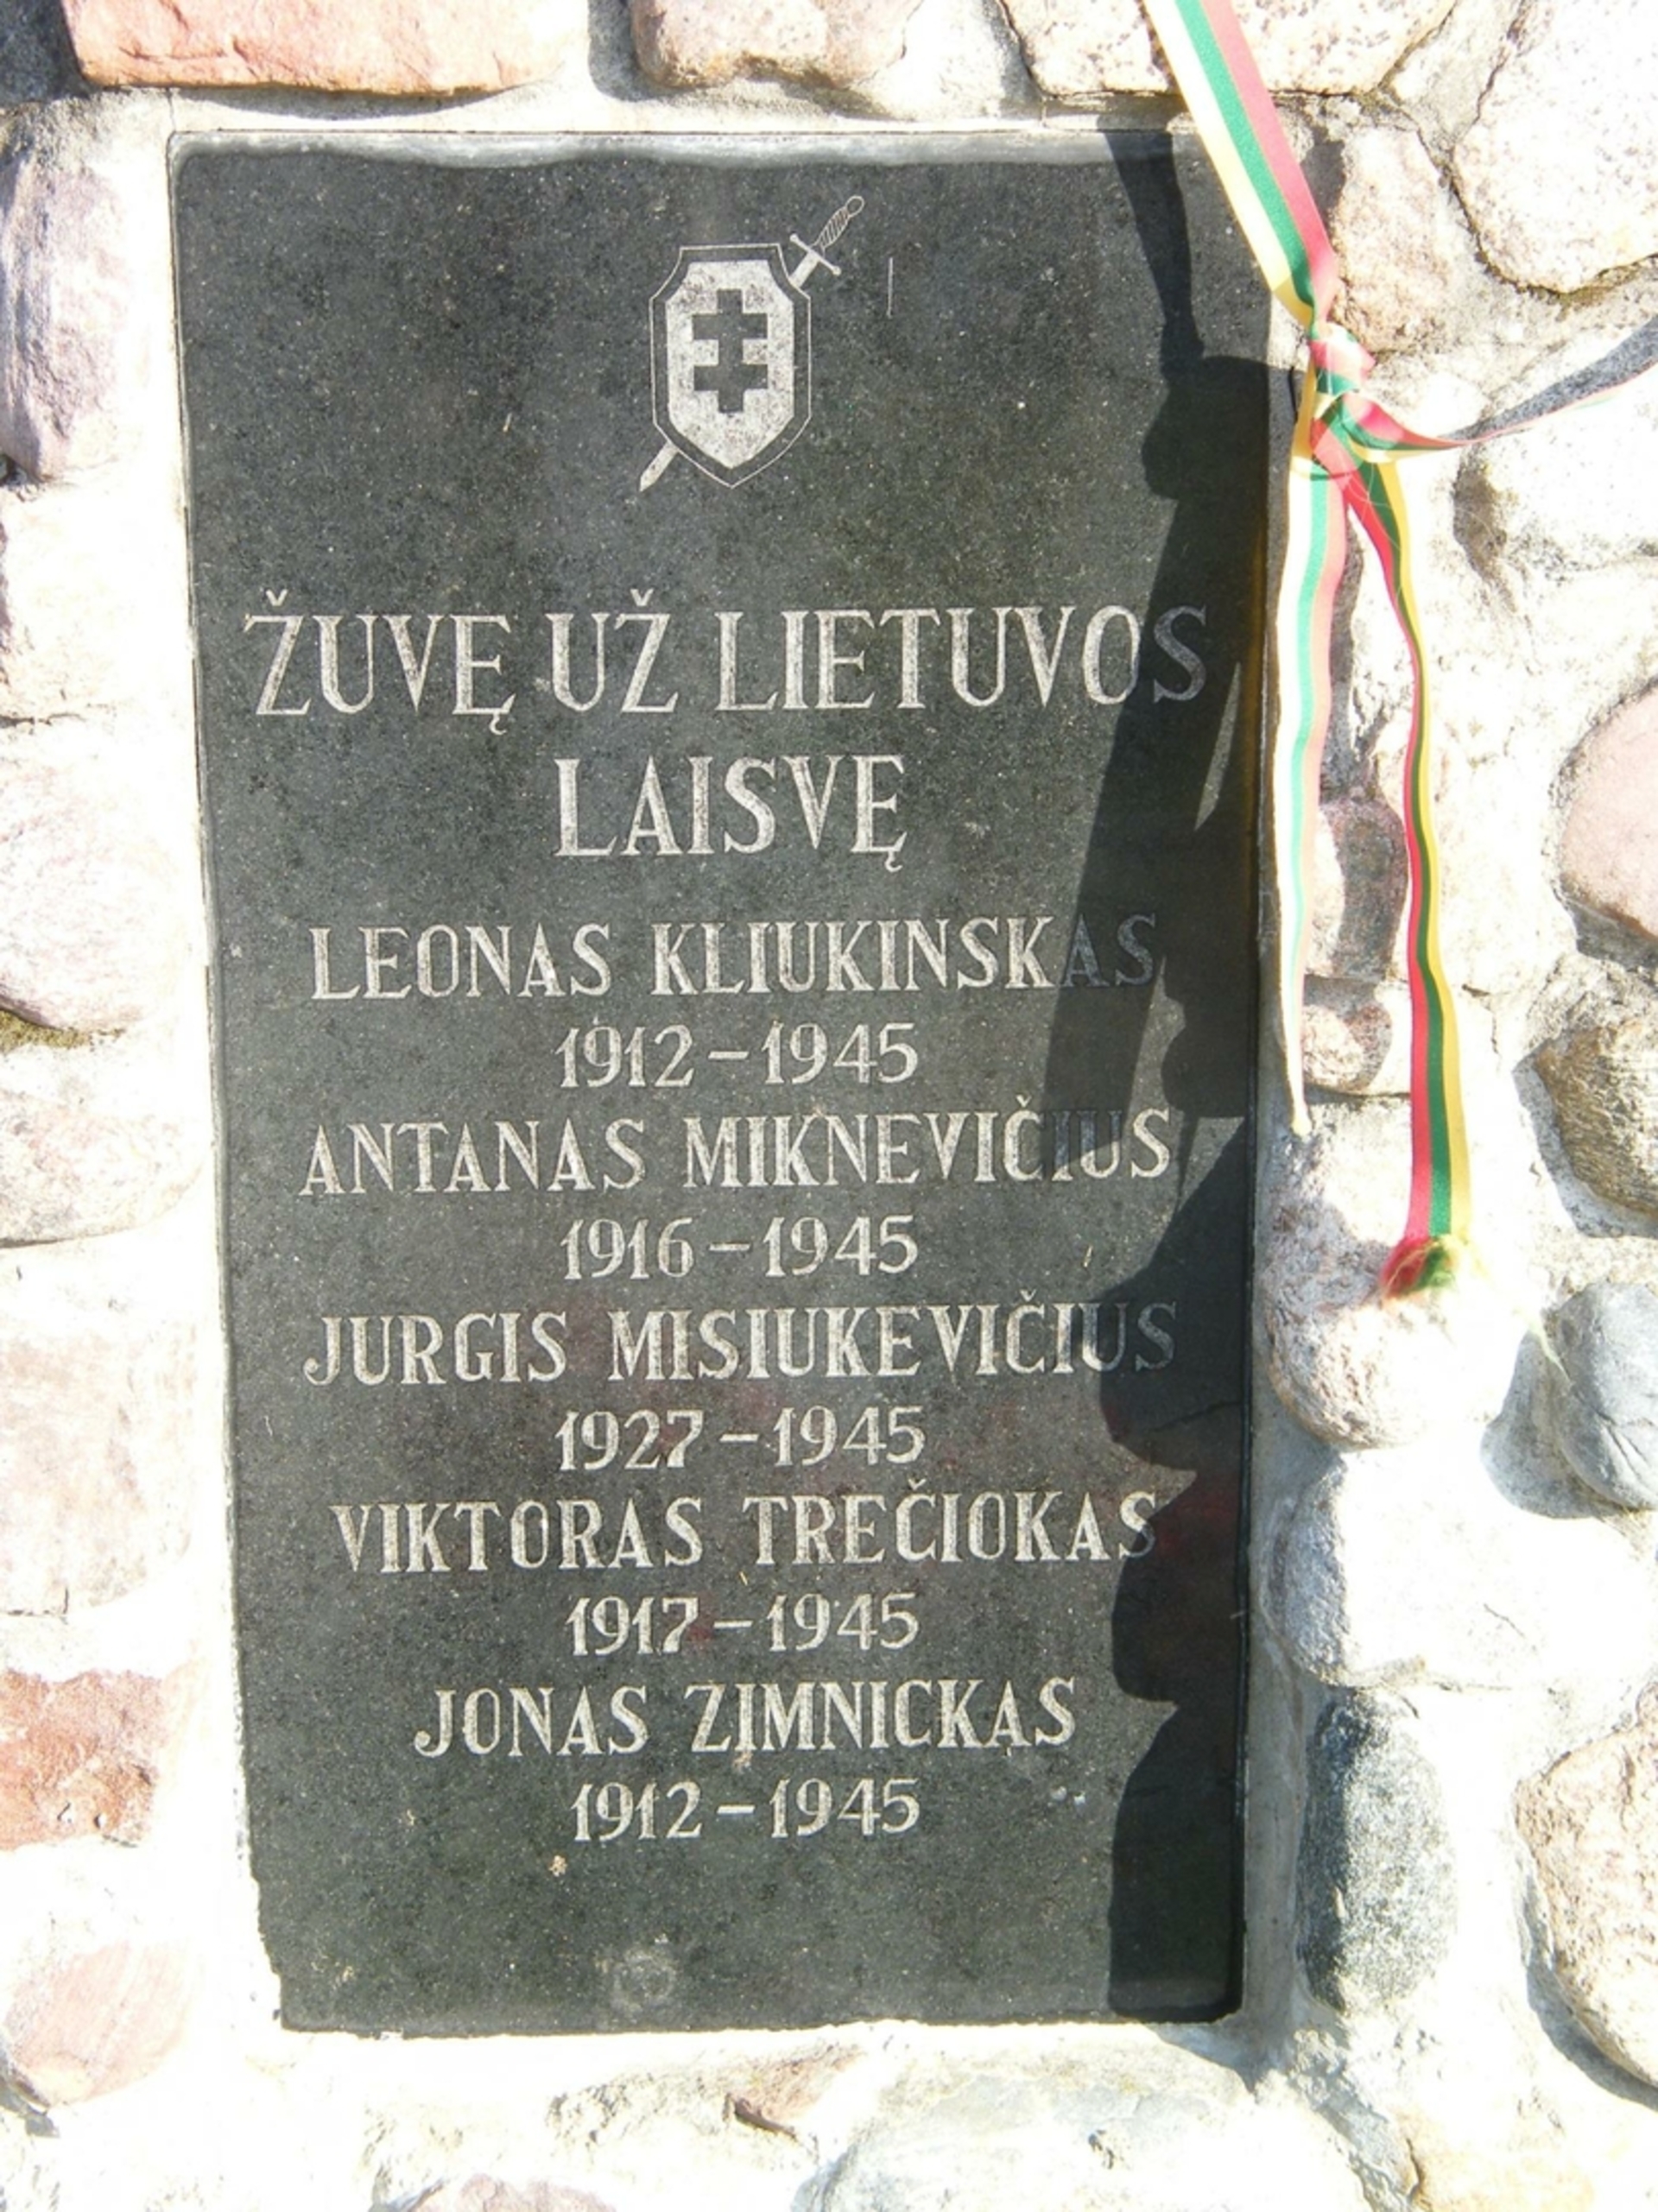 ŽUVĘ UŽ LIETUVOS
LAISVĘ
LEONAS KLIUKINSKAS
1912-1945
ANTANAS MIKNEVIČIUS
1916-1945
JURGIS MISIUKEVIČIUS
1927-1945
VIKTORAS TREČIOKAS
1917-1945
JONAS ZIMNICKAS
1912-1945